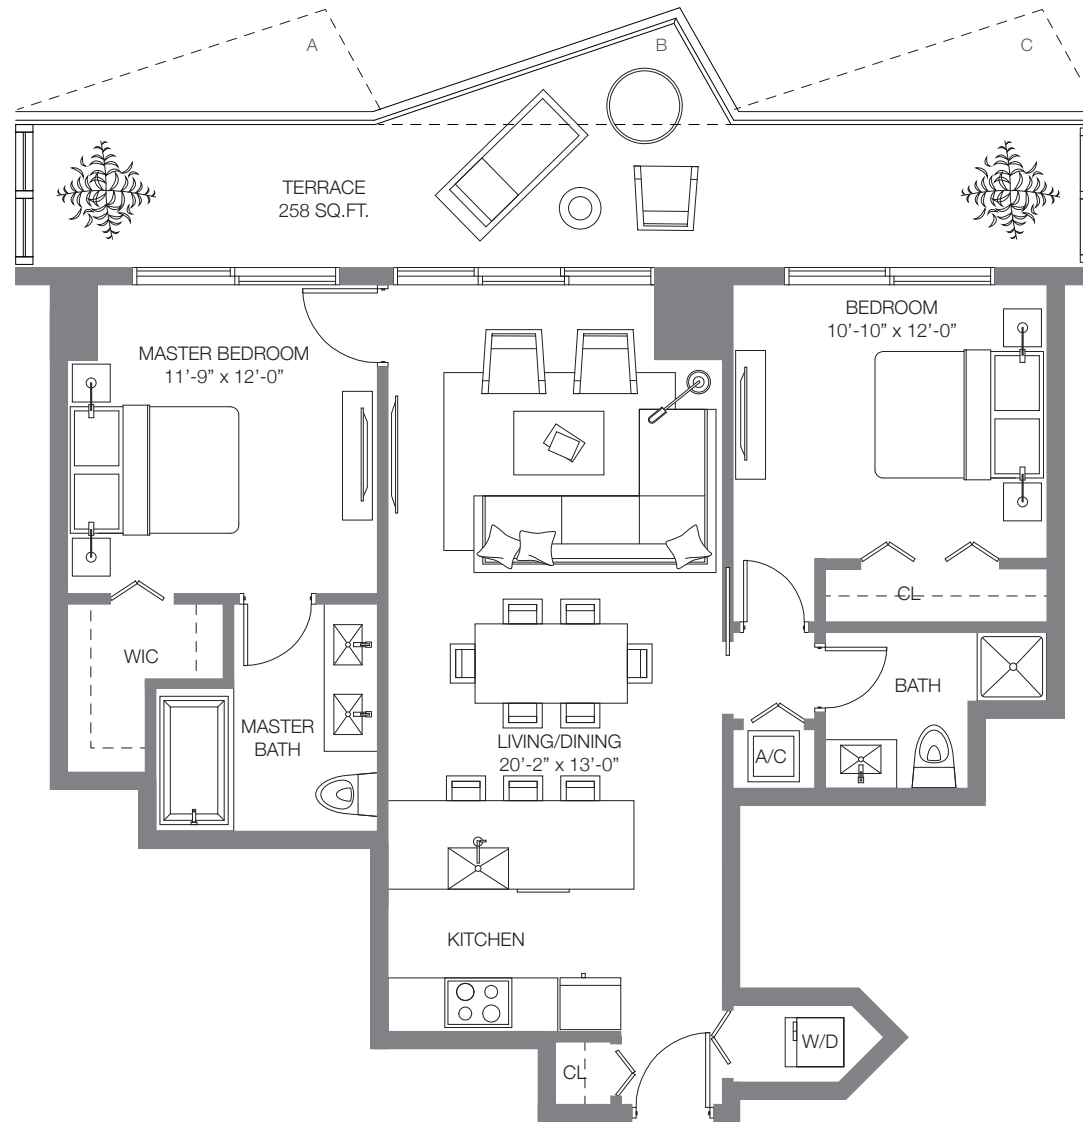 A
B
C
TERRACE
258 SQ.FT.
BEDROOM
10’-10” x 12’-0”
MASTER BEDROOM
11’-9” x 12’-0”
CL
WIC
BATH
MASTER
BATH
LIVING/DINING
20’-2” x 13’-0”
A/C
KITCHEN
W/D
CL